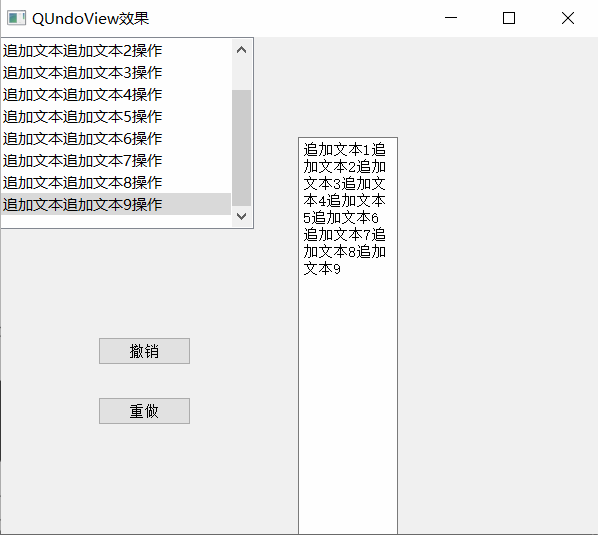 QUndoView效果
追加文本追加文本2操作
追加文本追加文本3操作
追加文本追加文本4操作
追加文本追加文本5操作
追加文本追加文本6操作
追加文本追加文本7操作
追加文本追加文本8操作
追加文本追加文本9操作
追加文本1追
加文本2追加
文本3追加文
本4追加文本
5追加文本6
追加文本7追
加文本8追加
文本9
撤销
重做